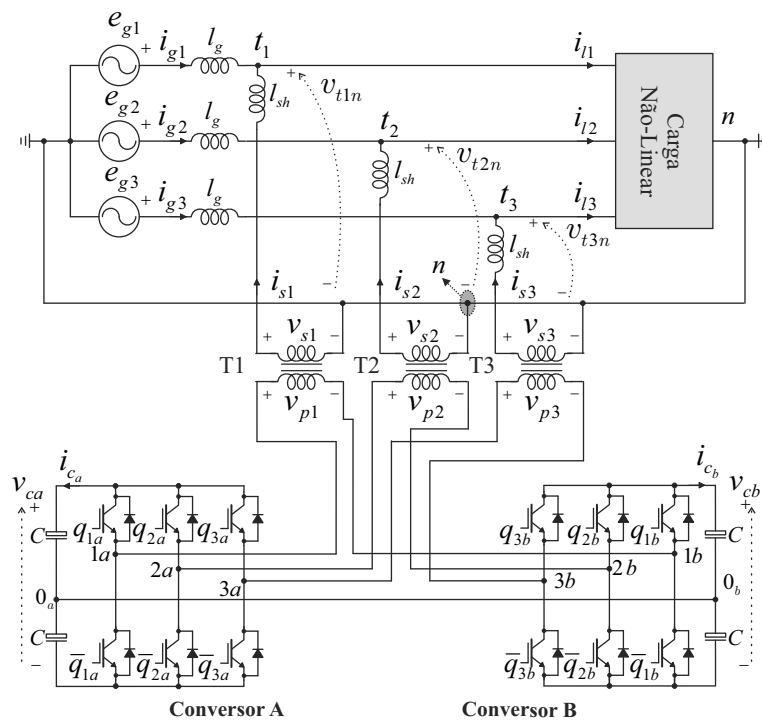 e_g1 + i_g1 l_g t_1 i_l1
+ v_t1n l_sh
e_g2 + i_g2 l_g t_2 i_l2 n
+ v_t2n l_sh
Carga
Não-Linear
e_g3 + i_g3 l_g t_3 i_l3
+ v_t3n l_sh
i_s1 − i_s2 n − i_s3 −
+ v_s1 − + v_s2 − + v_s3 −
T1 T2 T3
+ v_p1 − + v_p2 − + v_p3 −
v_ca i_c_a i_c_b v_cb
+ +
C q_1a q_2a q_3a q_3b q_2b q_1b C
1a 1b
2a 2b
3a 3b
0_a 0_b
C q̅_1a q̅_2a q̅_3a q̅_3b q̅_2b q̅_1b C
− −
Conversor A Conversor B